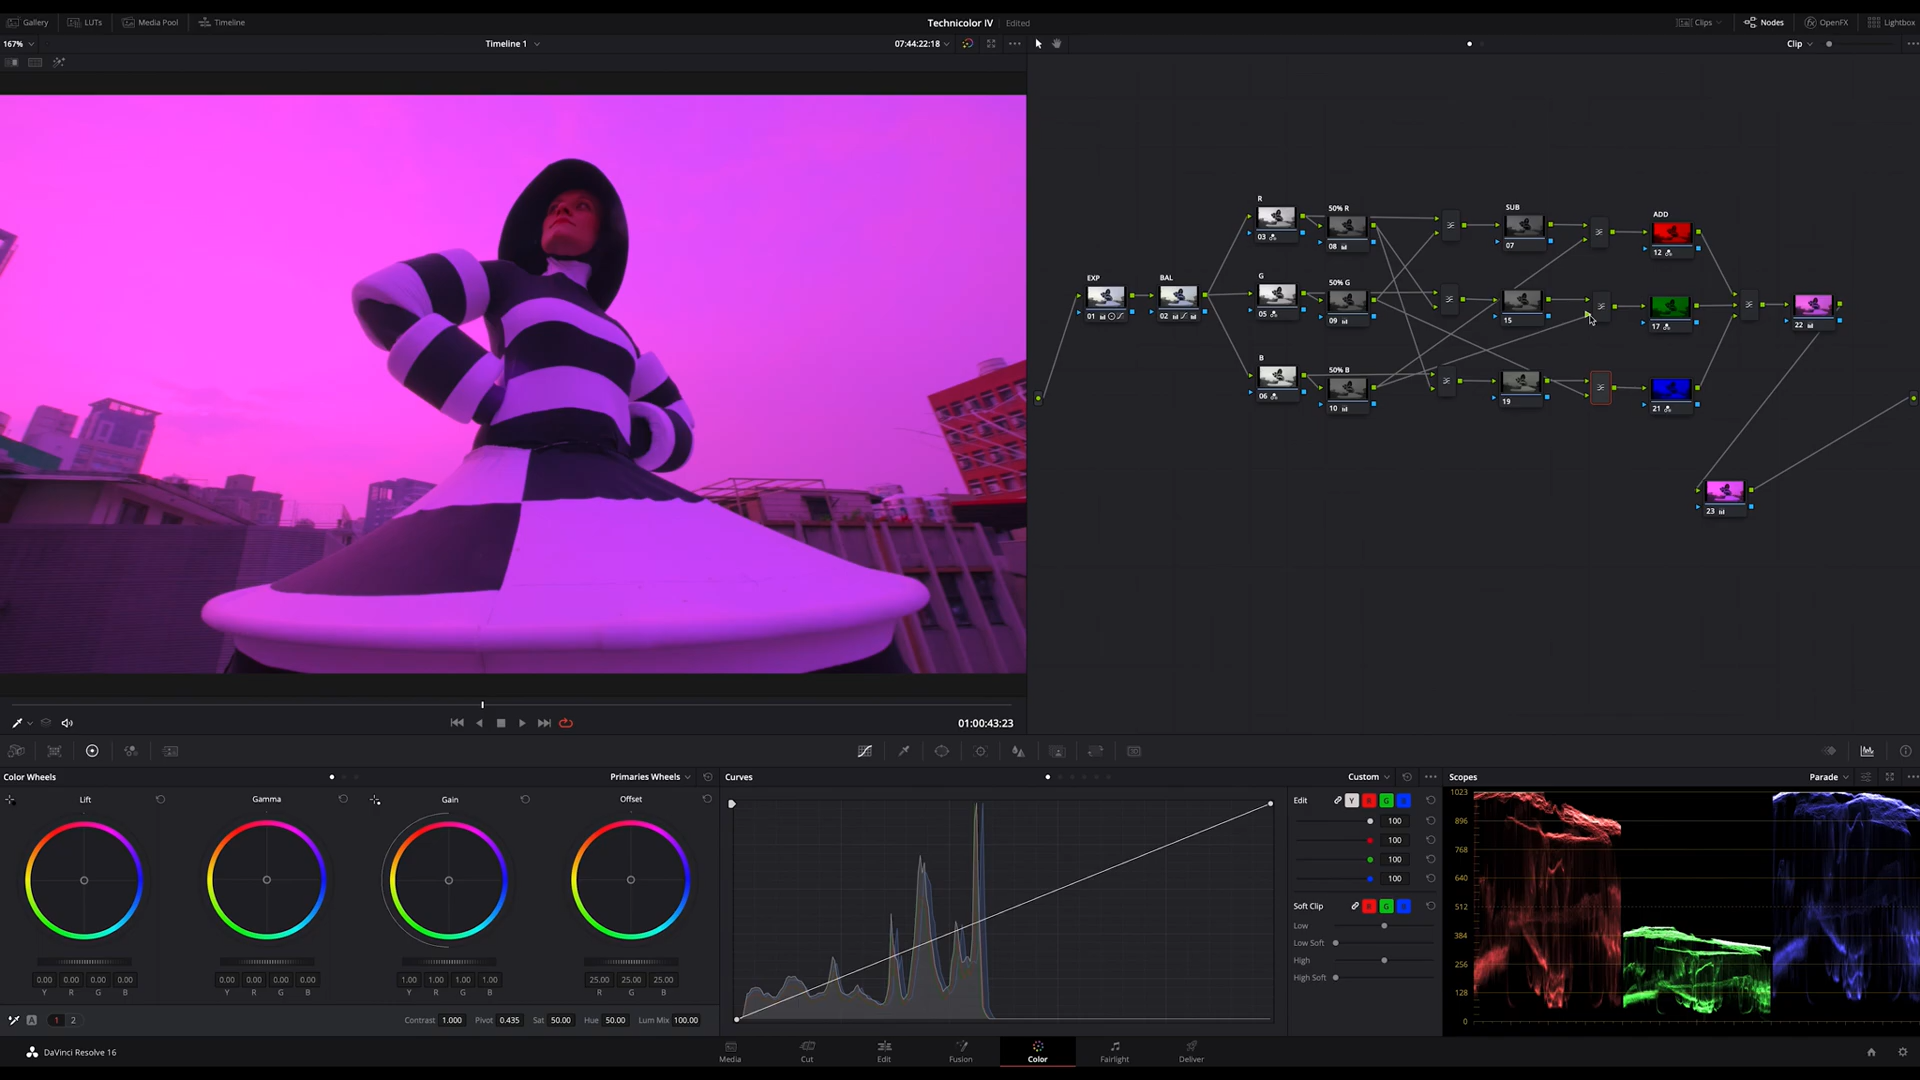 Gallery LUTs Media Pool Timeline Technicolor IV Edited Clips Nodes OpenFX Lightbox
167% Timeline 1 07:44:22:18 Clip
R
50% R
SUB
ADD
03
08
07
12
EXP
BAL
G
50% G
01
02
05
09
15
17
22
B
50% B
06
10
19
21
23
01:00:43:23
Color Wheels Primaries Wheels Curves Custom Scopes Parade
Lift Gamma Gain Offset
0.00 0.00 0.00 0.00 0.00 0.00 0.00 0.00 1.00 1.00 1.00 1.00 25.00 25.00 25.00
Y R G B Y R G B Y R G B R G B
A 1 2 Contrast 1.000 Pivot 0.435 Sat 50.00 Hue 50.00 Lum Mix 100.00
Edit Y
100
100
100
100
Soft Clip
Low
Low Soft
High
High Soft
1023
896
768
640
512
384
256
128
0
DaVinci Resolve 16
Media Cut Edit Fusion Color Fairlight Deliver